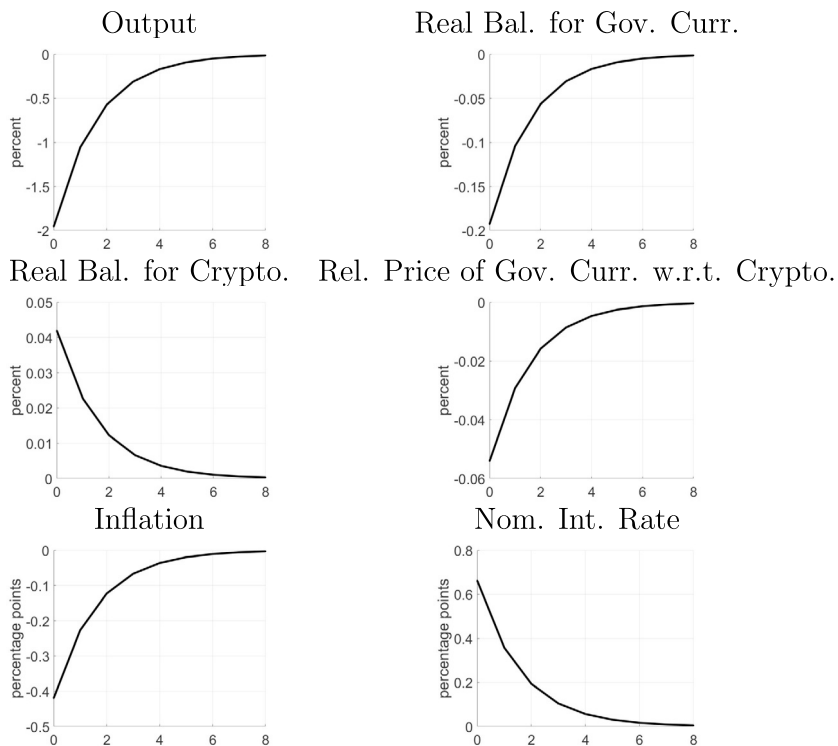 Output
0
-0.5
-1
-1.5
-2
percent
0 2 4 6 8
Real Bal. for Gov. Curr.
0
-0.05
-0.1
-0.15
-0.2
percent
0 2 4 6 8
Real Bal. for Crypto.
0.05
0.04
0.03
0.02
0.01
0
percent
0 2 4 6 8
Rel. Price of Gov. Curr. w.r.t. Crypto.
0
-0.02
-0.04
-0.06
percent
0 2 4 6 8
Inflation
0
-0.1
-0.2
-0.3
-0.4
-0.5
percentage points
0 2 4 6 8
Nom. Int. Rate
0.8
0.6
0.4
0.2
0
percentage points
0 2 4 6 8